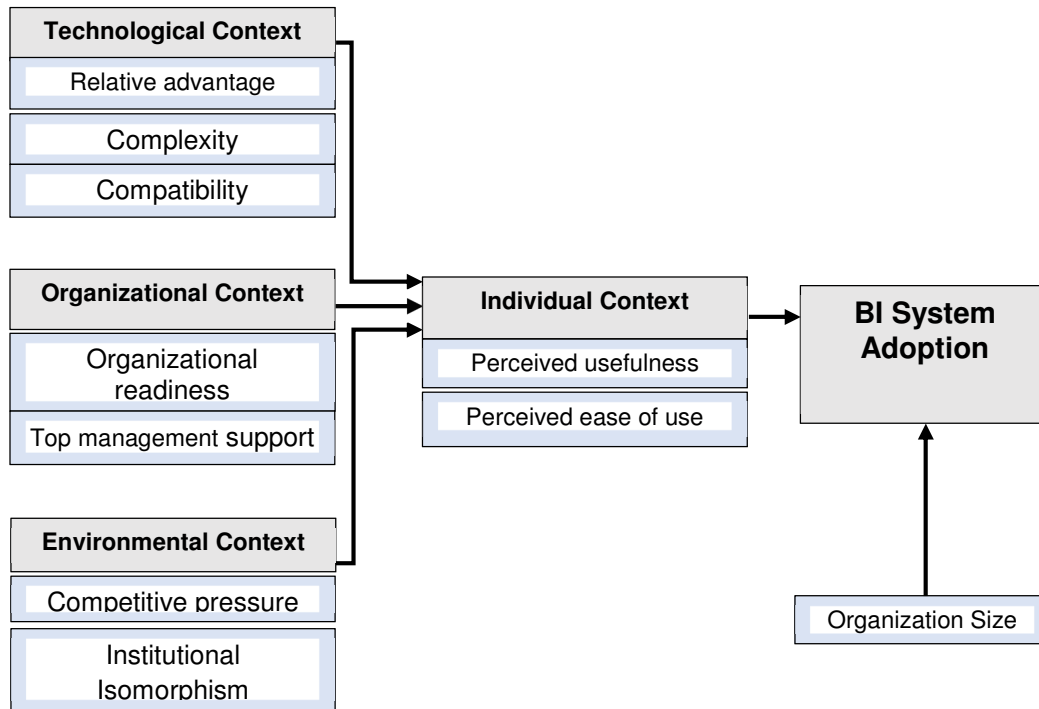 Technological Context
Relative advantage
Complexity
Compatibility
Organizational Context
Organizational
readiness
Top management support
Environmental Context
Competitive pressure
Institutional
Isomorphism
Individual Context
Perceived usefulness
Perceived ease of use
BI System
Adoption
Organization Size